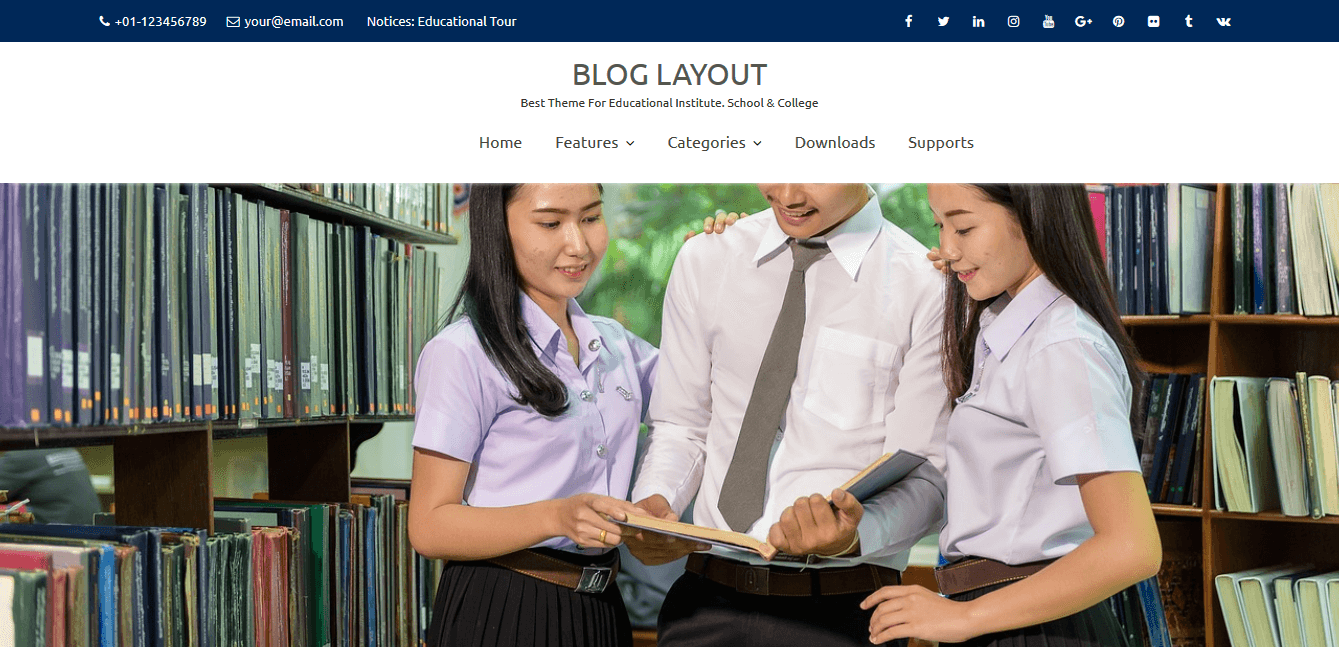 +01-123456789 your@email.com Notices: Educational Tour
BLOG LAYOUT
Best Theme For Educational Institute. School & College
Home Features Categories Downloads Supports